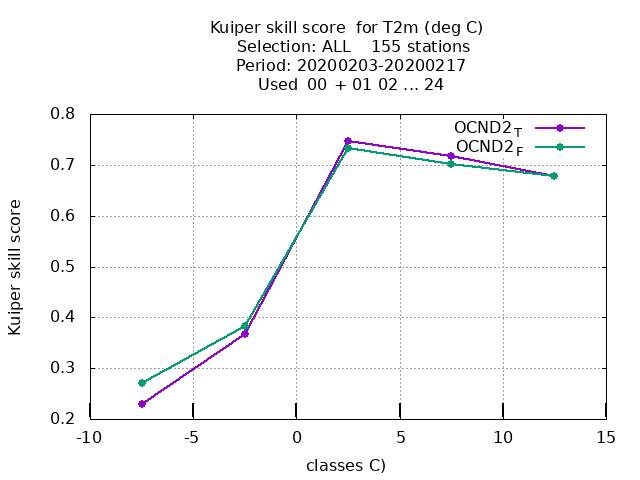 Kuiper skill score  for T2m (deg C)
Selection: ALL    155 stations
Period: 20200203-20200217
Used  00  + 01 02 ... 24
OCND2T
OCND2F
0.8
0.7
0.6
0.5
0.4
0.3
0.2
Kuiper skill score
-10 -5 0 5 10 15
classes C)